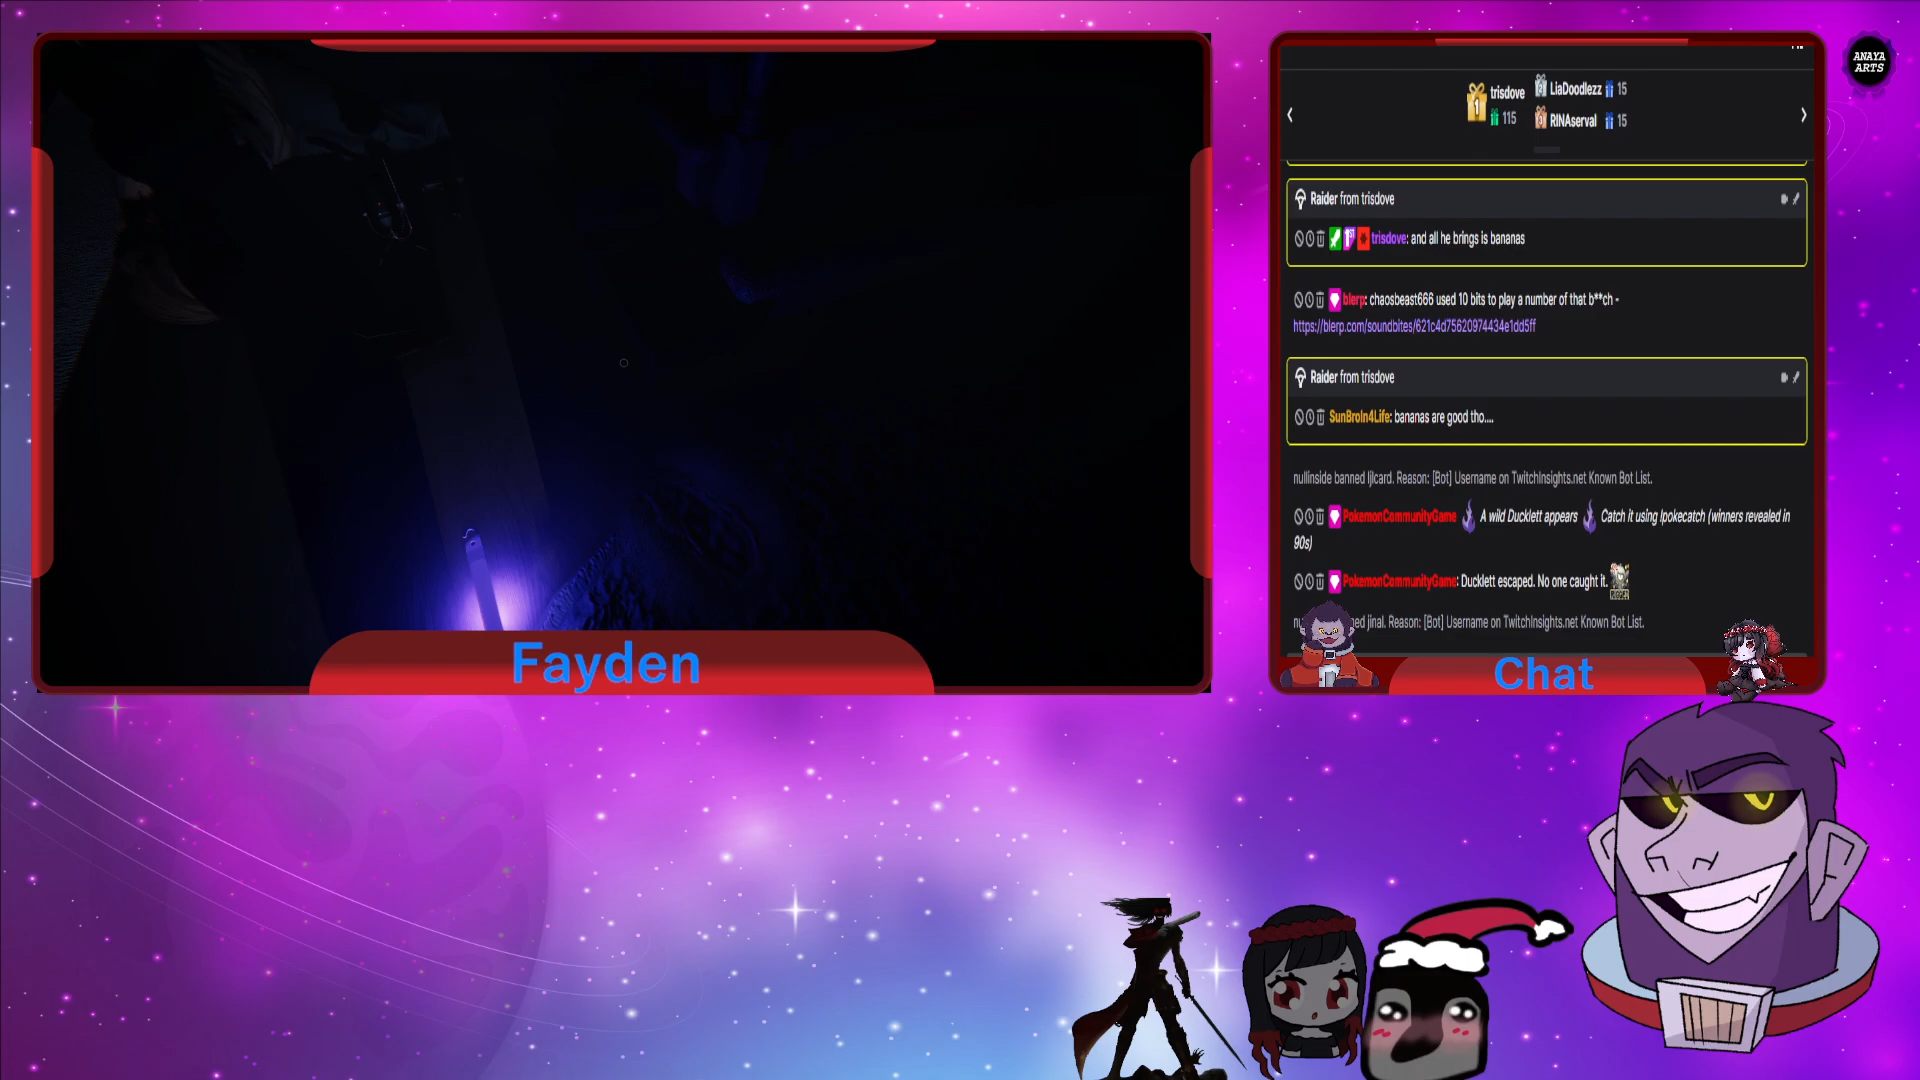 ANAYA
ARTS
trisdove
115
LiaDoodlezz 15
RINAserval 15
Raider from trisdove
trisdove: and all he brings is bananas
blerp: chaosbeast666 used 10 bits to play a number of that b**ch -
https://blerp.com/soundbites/621c4d75620974434e1dd5ff
Raider from trisdove
SunBroIn4Life: bananas are good tho....
nullinside banned ljlcard. Reason: [Bot] Username on TwitchInsights.net Known Bot List.
PokemonCommunityGame A wild Ducklett appears Catch it using !pokecatch (winners revealed in
90s)
PokemonCommunityGame: Ducklett escaped. No one caught it.
jinal. Reason: [Bot] Username on TwitchInsights.net Known Bot List.
Fayden
Chat